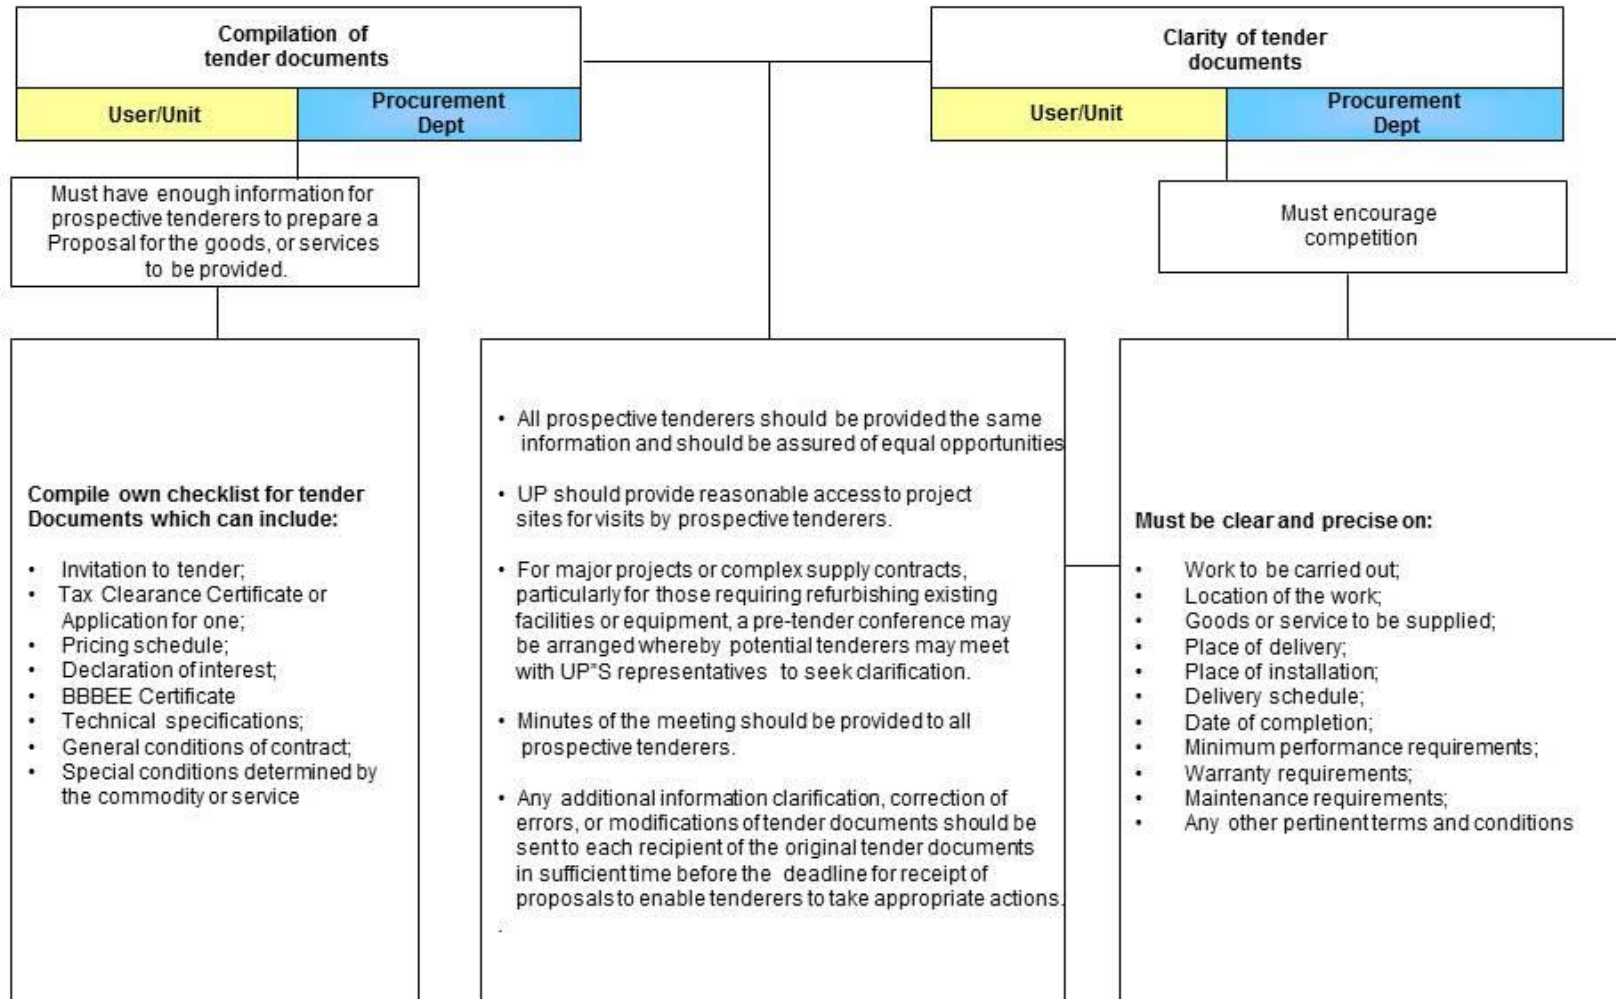 Compilation of
tender documents
User/Unit
Procurement
Dept
Clarity of tender
documents
User/Unit
Procurement
Dept
Must have enough information for
prospective tenderers to prepare a
Proposal for the goods, or services
to be provided.
Must encourage
competition
Compile own checklist for tender
Documents which can include:
• Invitation to tender;
• Tax Clearance Certificate or
Application for one;
• Pricing schedule;
• Declaration of interest;
• BBBEE Certificate
• Technical specifications;
• General conditions of contract;
• Special conditions determined by
the commodity or service
• All prospective tenderers should be provided the same
information and should be assured of equal opportunities
• UP should provide reasonable access to project
sites for visits by prospective tenderers.
• For major projects or complex supply contracts,
particularly for those requiring refurbishing existing
facilities or equipment, a pre-tender conference may
be arranged whereby potential tenderers may meet
with UP"S representatives to seek clarification.
• Minutes of the meeting should be provided to all
prospective tenderers.
• Any additional information clarification, correction of
errors, or modifications of tender documents should be
sent to each recipient of the original tender documents
in sufficient time before the deadline for receipt of
proposals to enable tenderers to take appropriate actions.
.
Must be clear and precise on:
• Work to be carried out;
• Location of the work;
• Goods or service to be supplied;
• Place of delivery;
• Place of installation;
• Delivery schedule;
• Date of completion;
• Minimum performance requirements;
• Warranty requirements;
• Maintenance requirements;
• Any other pertinent terms and conditions